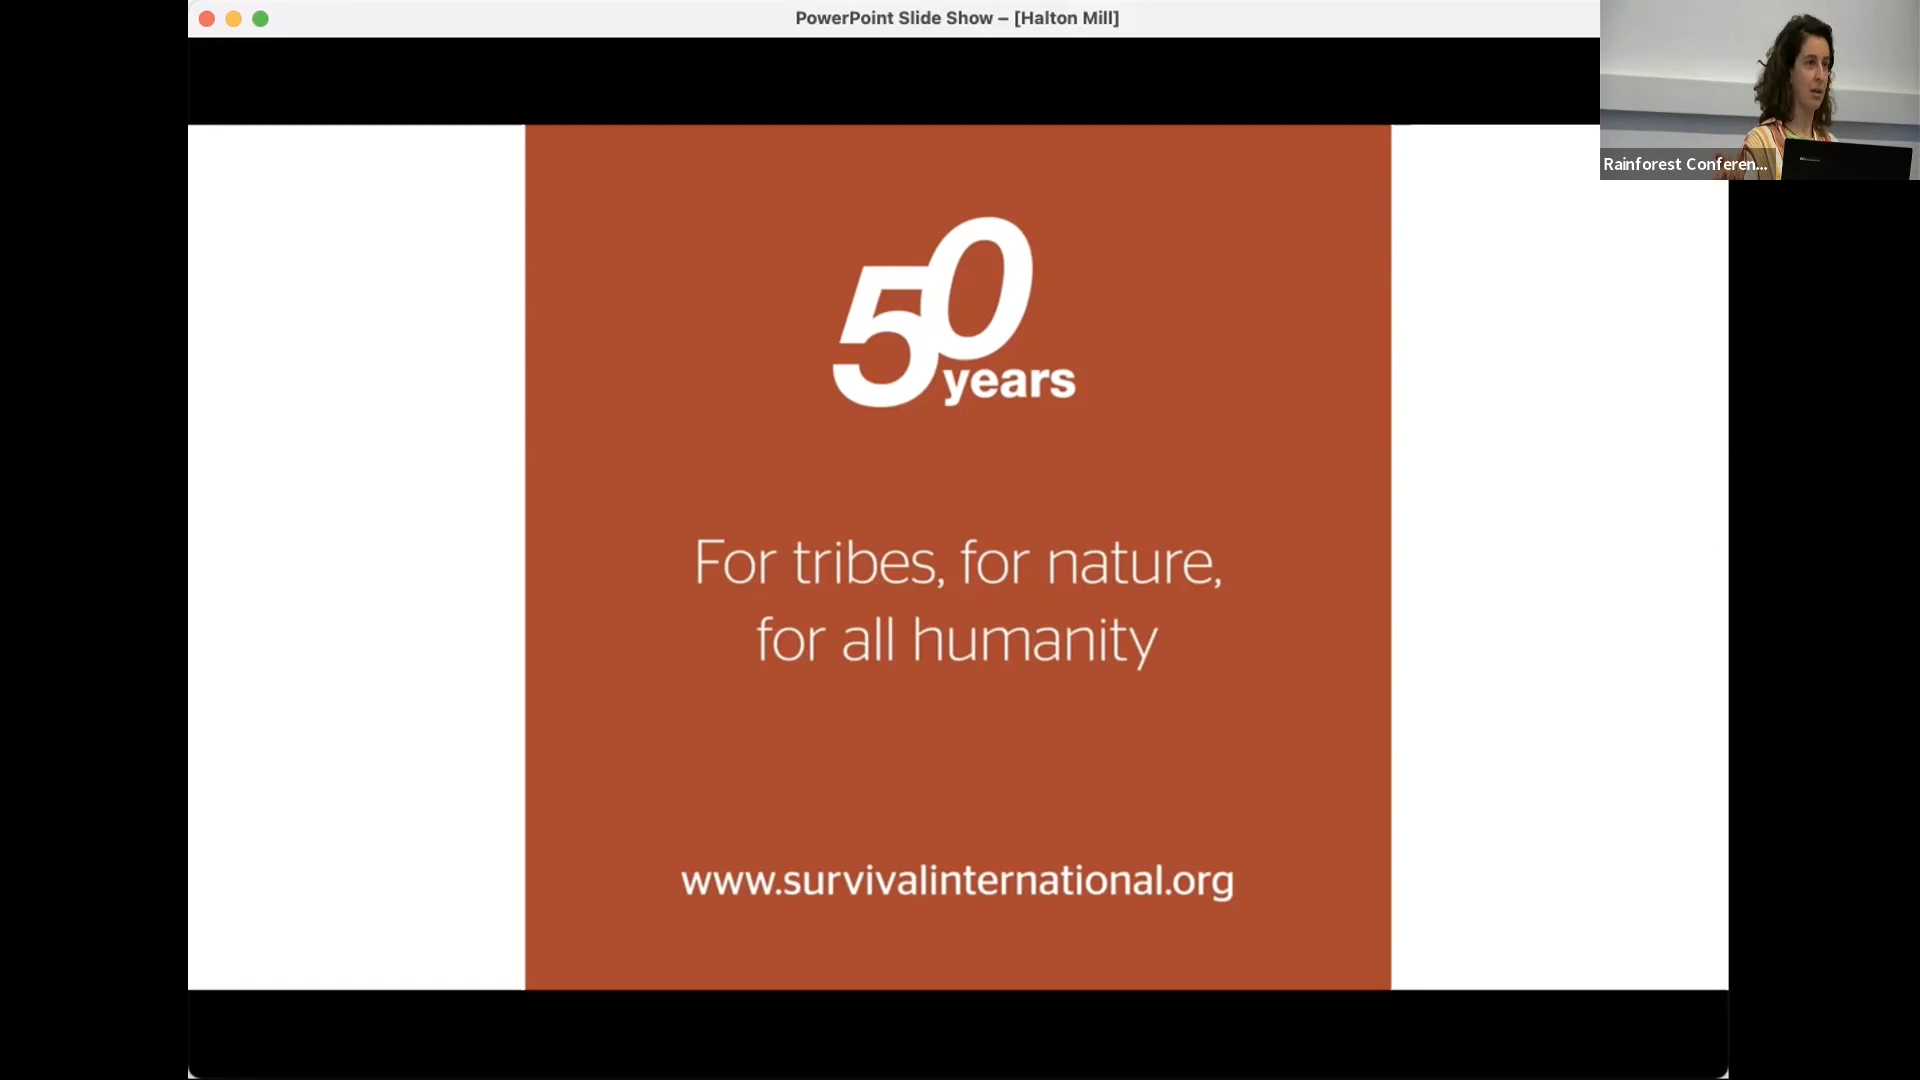 PowerPoint Slide Show – [Halton Mill]
Rainforest Conferen...
50
years
For tribes, for nature,
for all humanity
www.survivalinternational.org